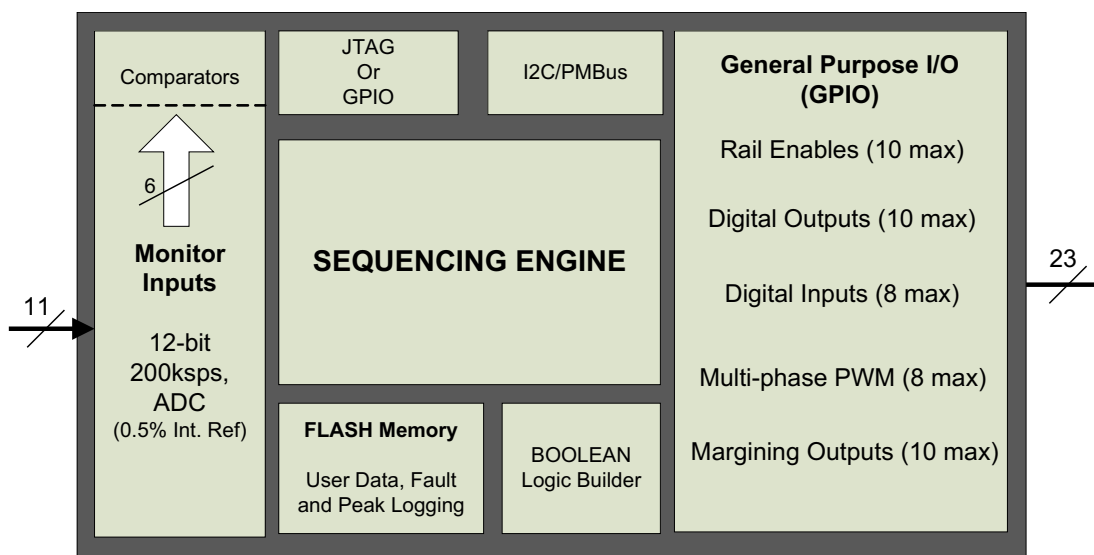 Comparators
6
Monitor
Inputs
12-bit
200ksps,
ADC
(0.5% Int. Ref)
11
JTAG
Or
GPIO
I2C/PMBus
SEQUENCING ENGINE
FLASH Memory
User Data, Fault
and Peak Logging
BOOLEAN
Logic Builder
General Purpose I/O
(GPIO)
Rail Enables (10 max)
Digital Outputs (10 max)
Digital Inputs (8 max)
Multi-phase PWM (8 max)
Margining Outputs (10 max)
23